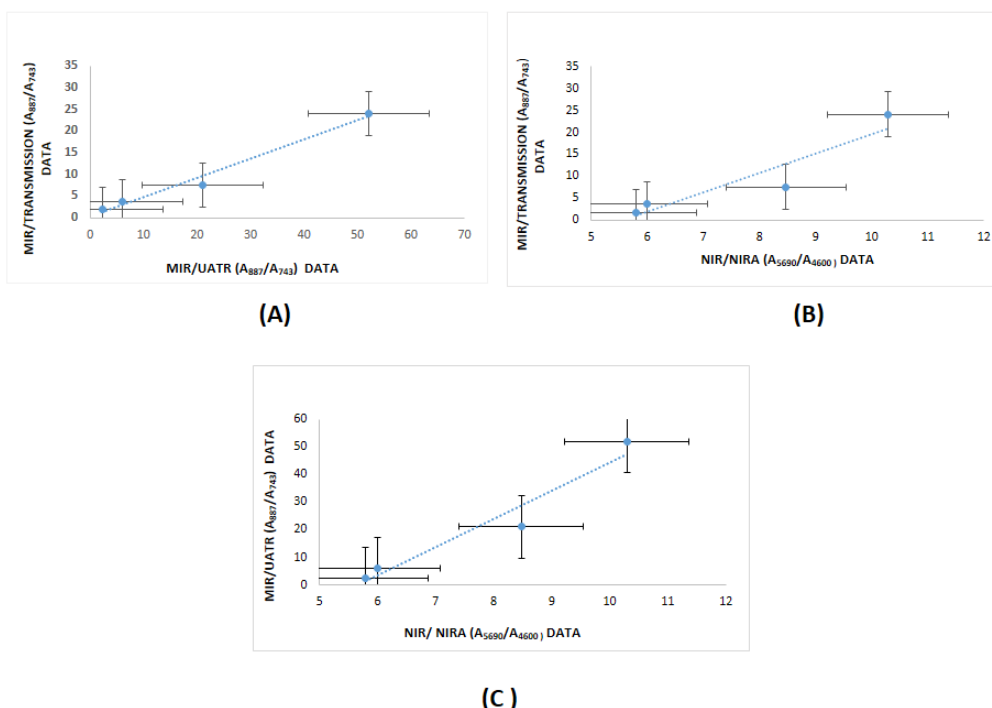 MIR/TRANSMISSION (A887/A743)
DATA
35
30
25
20
15
10
5
0
0 10 20 30 40 50 60 70
MIR/UATR (A887/A743) DATA
(A)
MIR/TRANSMISSION (A887/A743)
DATA
35
30
25
20
15
10
5
0
5 6 7 8 9 10 11 12
NIR/NIRA (A5690/A4600 ) DATA
(B)
MIR/UATR (A887/A743) DATA
60
50
40
30
20
10
0
5 6 7 8 9 10 11 12
NIR/ NIRA (A5690/A4600 ) DATA
(C )